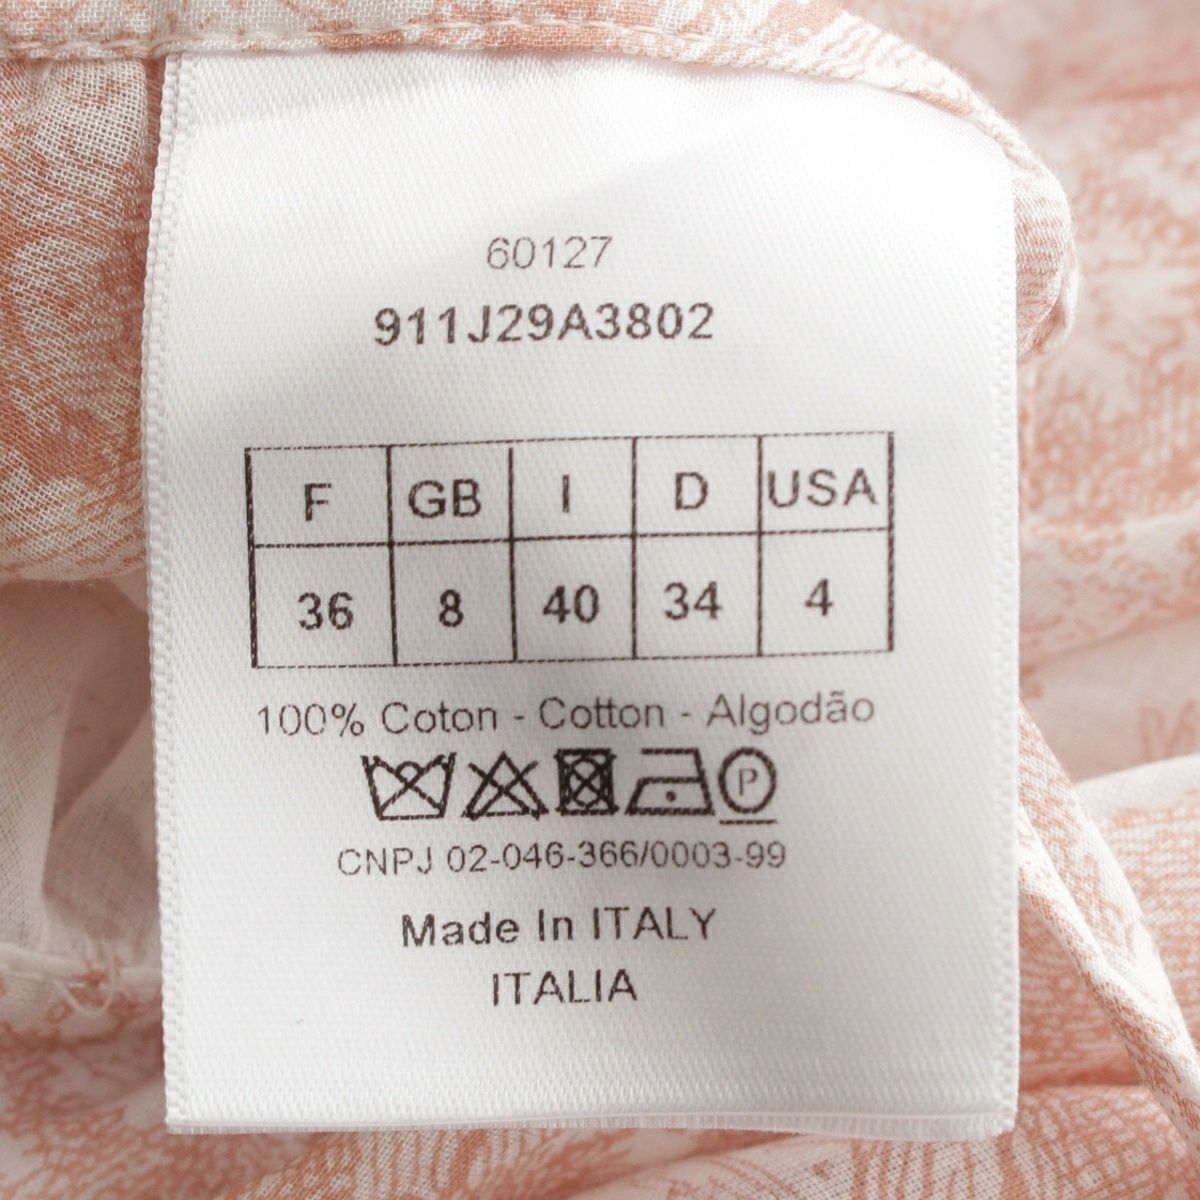 60127
911J29A3802
F GB I D USA
36 8 40 34 4
100% Coton - Cotton - Algodão
P
CNPJ 02-046-366/0003-99
Made In ITALY
ITALIA